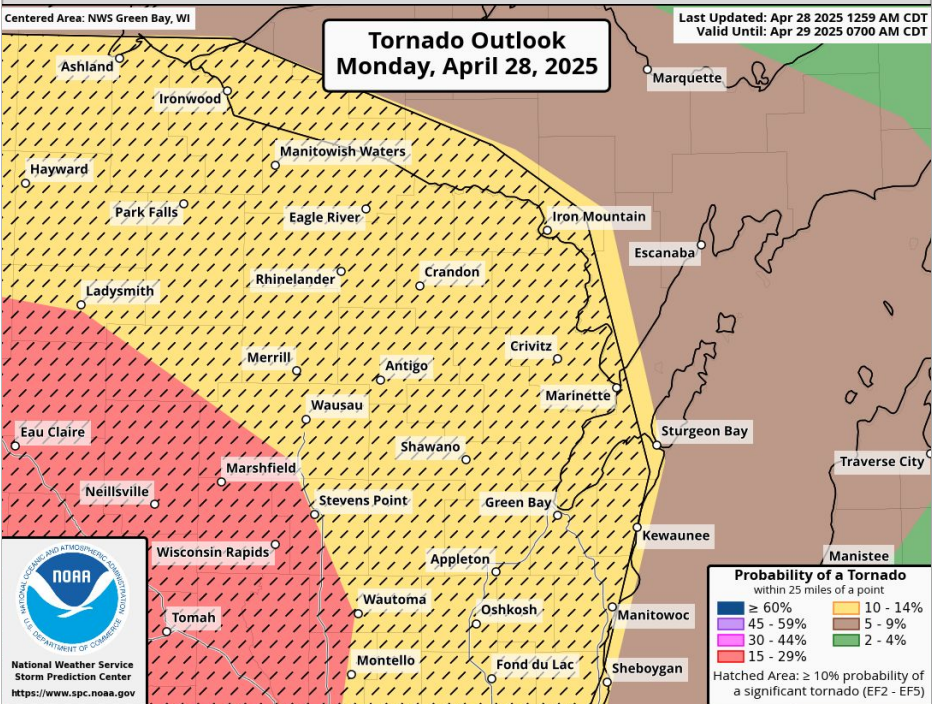 Centered Area: NWS Green Bay, WI
Tornado Outlook
Monday, April 28, 2025
Last Updated: Apr 28 2025 1259 AM CDT
Valid Until: Apr 29 2025 0700 AM CDT
Ashland
Marquette
Ironwood
Manitowish Waters
Hayward
Park Falls
Eagle River
Iron Mountain
Escanaba
Rhinelander
Crandon
Ladysmith
Crivitz
Merrill
Antigo
Marinette
Wausau
Eau Claire
Sturgeon Bay
Shawano
Traverse City
Marshfield
Neillsville
Stevens Point
Green Bay
Kewaunee
Wisconsin Rapids
Appleton
Manistee
Wautoma
Oshkosh
Manitowoc
Tomah
Montello
Fond du Lac
Sheboygan
NATIONAL OCEANIC AND ATMOSPHERIC ADMINISTRATION
NOAA
U.S. DEPARTMENT OF COMMERCE
National Weather Service
Storm Prediction Center
https://www.spc.noaa.gov
Probability of a Tornado
within 25 miles of a point
≥ 60%
45 - 59%
30 - 44%
15 - 29%
10 - 14%
5 - 9%
2 - 4%
Hatched Area: ≥ 10% probability of
a significant tornado (EF2 - EF5)